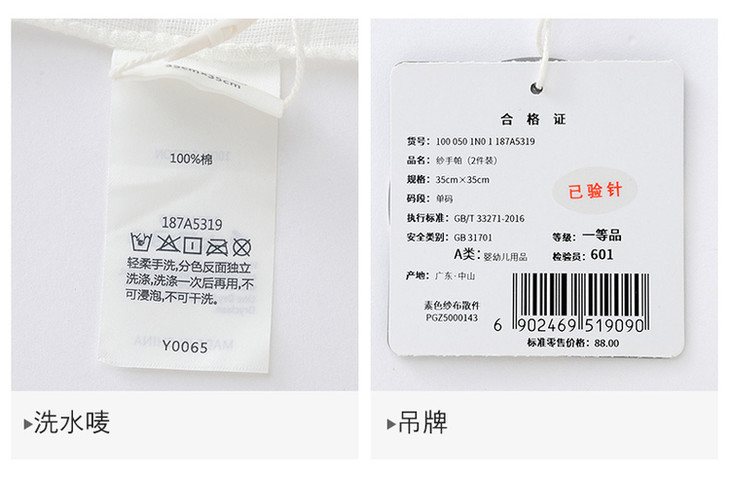 35cm×35cm
100%棉
187A5319
轻柔手洗,分色反面独立
洗涤,洗涤一次后再用,不
可浸泡,不可干洗。
Y0065
▶洗水唛
合格证
货号: 100 050 1N0 1 187A5319
品名: 纱手帕（2件装）
规格: 35cm×35cm
已验针
码段: 单码
执行标准: GB/T 33271-2016
安全类别: GB 31701
等级: 一等品
A类: 婴幼儿用品
检验员: 601
产地: 广东·中山
素色纱布散件
PGZ5000143
6 902469 519090
标准零售价格: 88.00
▶吊牌